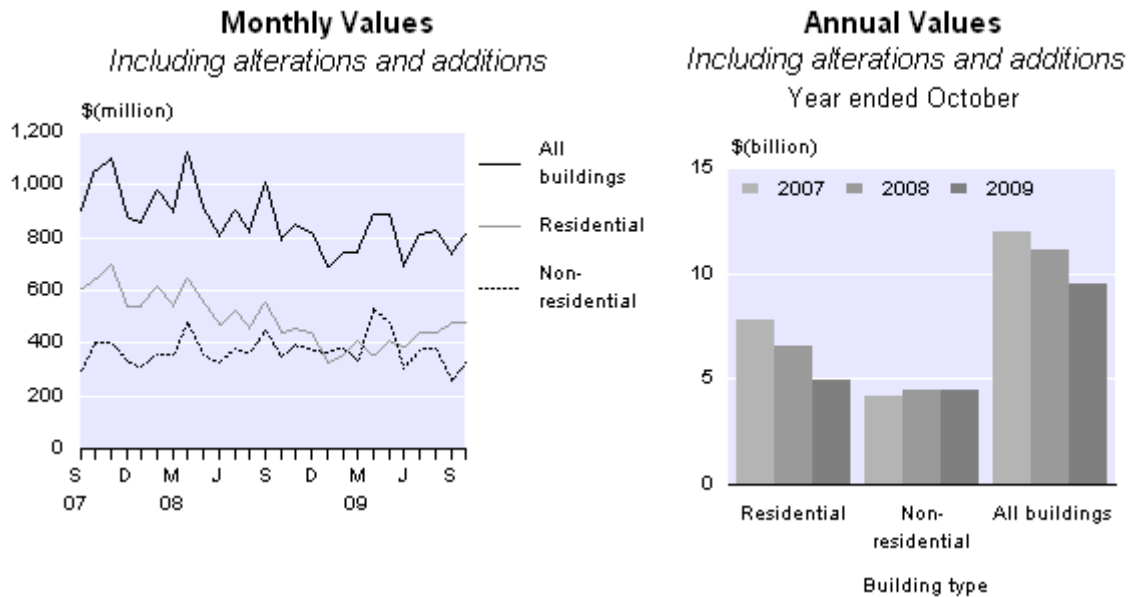 Monthly Values
Including alterations and additions
$(million)
1,200
1,000
800
600
400
200
0
S D M J S D M J S
07 08 09
All
buildings
Residential
Non-
residential
Annual Values
Including alterations and additions
Year ended October
$(billion)
15
10
5
0
2007 2008 2009
Residential Non- All buildings
residential
Building type